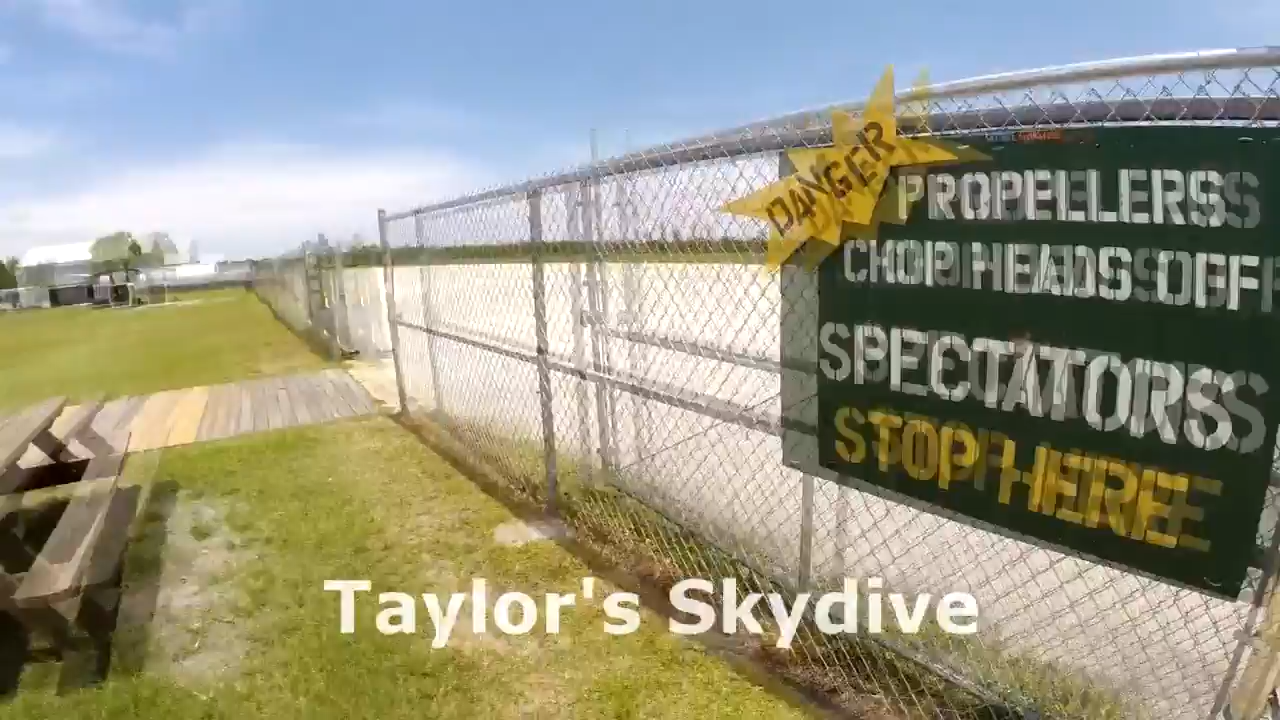 DANGER
PROPELLERS
CHOP HEADS OFF
SPECTATORS
STOP HERE
Taylor's Skydive